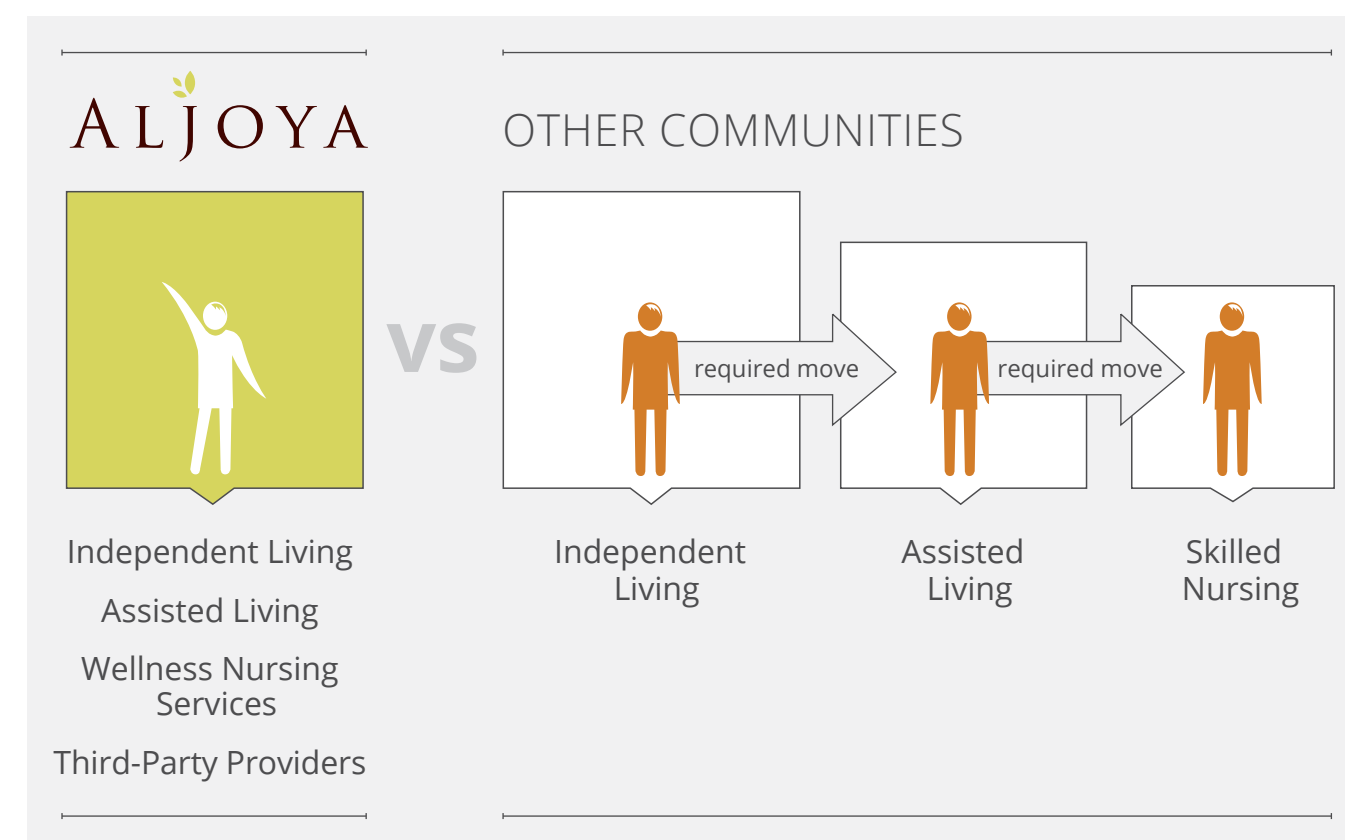 ALJOYA
OTHER COMMUNITIES
vs
required move
required move
Independent Living
Assisted Living
Wellness Nursing
Services
Third-Party Providers
Independent
Living
Assisted
Living
Skilled
Nursing